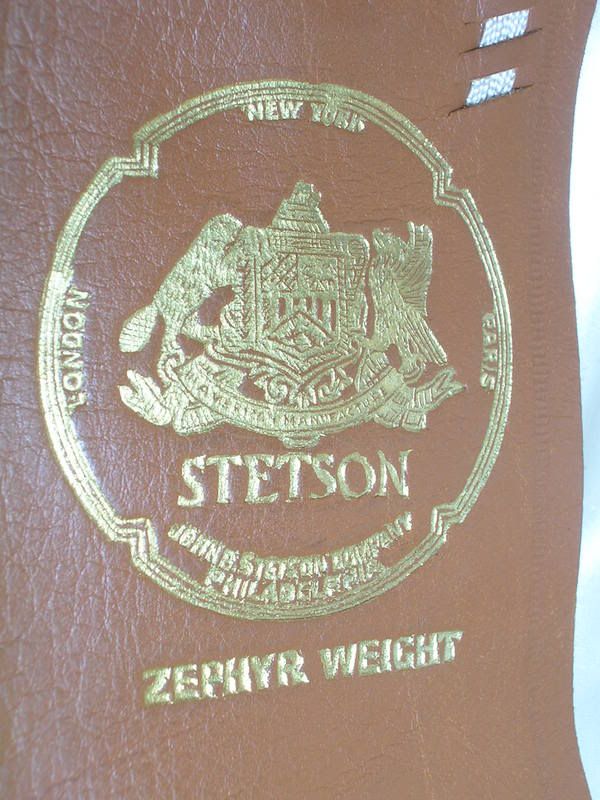 NEW YORK
LONDON
PARIS
STETSON
JOHN B. STETSON COMPANY
PHILADELPHIA
ZEPHYR WEIGHT